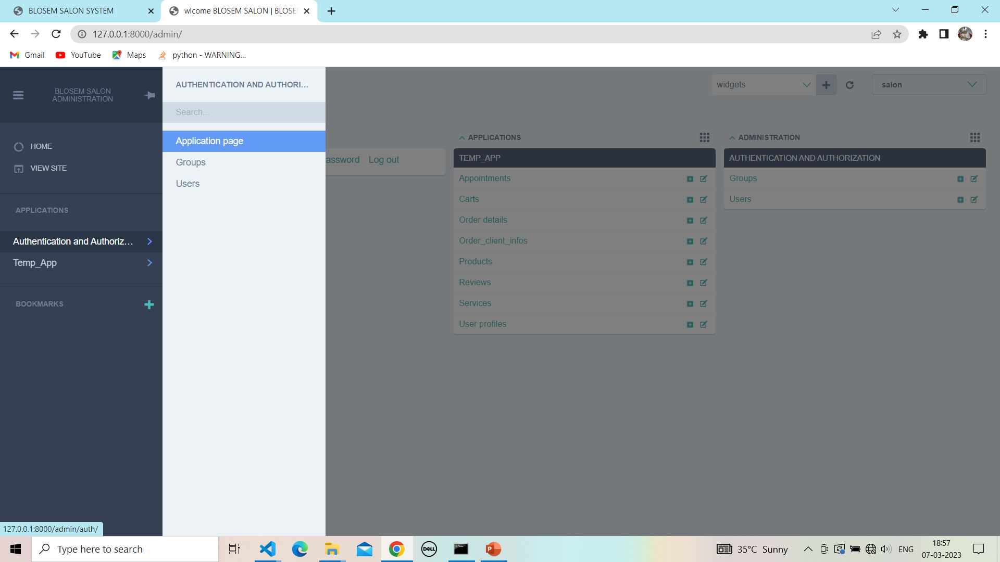 BLOSEM SALON SYSTEM
wlcome BLOSEM SALON | BLOSE
127.0.0.1:8000/admin/
Gmail
YouTube
Maps
python - WARNING...
BLOSEM SALON
ADMINISTRATION
HOME
VIEW SITE
APPLICATIONS
Authentication and Authoriz...
Temp_App
BOOKMARKS
AUTHENTICATION AND AUTHORI...
Search...
Application page
Groups
Users
assword
Log out
widgets
salon
APPLICATIONS
TEMP_APP
Appointments
Carts
Order details
Order_client_infos
Products
Reviews
Services
User profiles
ADMINISTRATION
AUTHENTICATION AND AUTHORIZATION
Groups
Users
127.0.0.1:8000/admin/auth/
Type here to search
DELL
P
35°C Sunny
ENG
18:57
07-03-2023